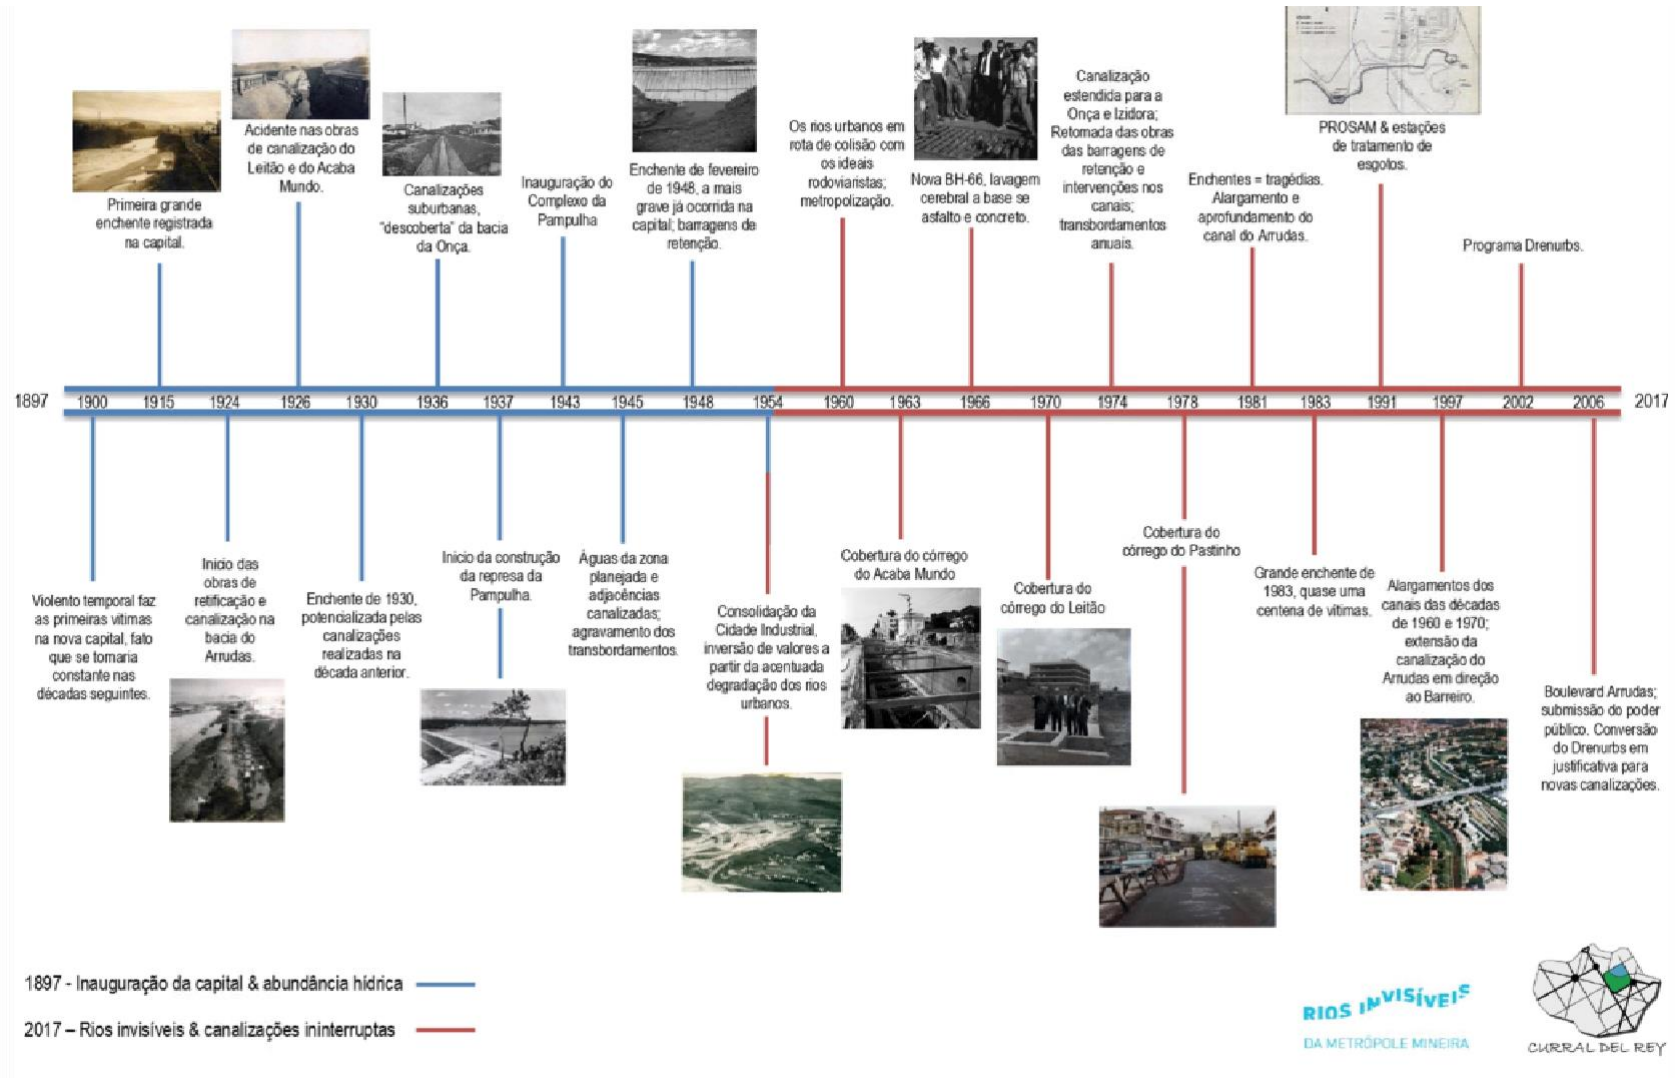 Primeira grande
enchente registrada
na capital.
Acidente nas obras
de canalização do
Leitão e do Acaba
Mundo.
Canalizações
suburbanas,
“descoberta” da bacia
da Onça.
Inauguração do
Complexo da
Pampulha
Enchente de fevereiro
de 1948, a mais
grave já ocorrida na
capital; barragens de
retenção.
Os rios urbanos em
rota de colisão com
os ideais
rodoviaristas;
metropolização.
Nova BH-66, lavagem
cerebral a base se
asfalto e concreto.
Canalização
estendida para a
Onça e Izidora;
Retomada das obras
das barragens de
retenção e
intervenções nos
canais;
transbordamentos
anuais.
Enchentes = tragédias.
Alargamento e
aprofundamento do
canal do Arrudas.
PROSAM & estações
de tratamento de
esgotos.
Programa Drenurbs.
1897 1900 1915 1924 1926 1930 1936 1937 1943 1945 1948 1954 1960 1963 1966 1970 1974 1978 1981 1983 1991 1997 2002 2006 2017
Violento temporal faz
as primeiras vítimas
na nova capital, fato
que se tornaria
constante nas
décadas seguintes.
Início das
obras de
retificação e
canalização na
bacia do
Arrudas.
Enchente de 1930,
potencializada pelas
canalizações
realizadas na
década anterior.
Início da construção
da represa da
Pampulha.
Águas da zona
planejada e
adjacências
canalizadas;
agravamento dos
transbordamentos.
Consolidação da
Cidade Industrial,
inversão de valores a
partir da acentuada
degradação dos rios
urbanos.
Cobertura do córrego
do Acaba Mundo
Cobertura do
córrego do Leitão
Cobertura do
córrego do Pastinho
Grande enchente de
1983, quase uma
centena de vítimas.
Alargamentos dos
canais das décadas
de 1960 e 1970;
extensão da
canalização do
Arrudas em direção
ao Barreiro.
Boulevard Arrudas;
submissão do poder
público. Conversão
do Drenurbs em
justificativa para
novas canalizações.
1897 - Inauguração da capital & abundância hídrica
2017 – Rios invisíveis & canalizações ininterruptas
RIOS INVISÍVEIS
DA METRÓPOLE MINEIRA
CURRAL DEL REY